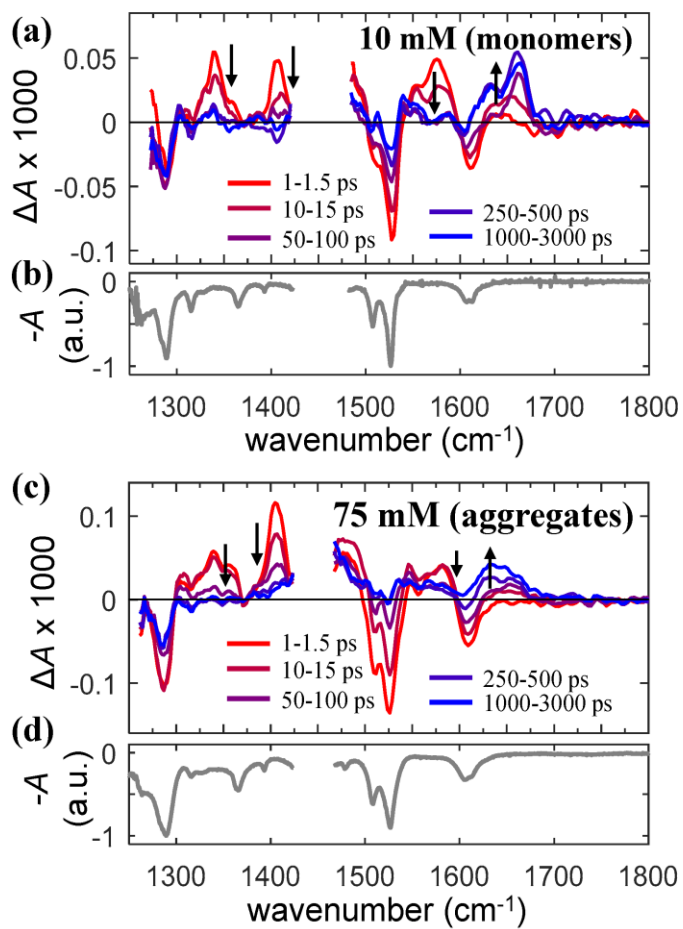 (a)
10 mM (monomers)
0.05
0
-0.05
-0.1
ΔA x 1000
1-1.5 ps
10-15 ps
50-100 ps
250-500 ps
1000-3000 ps
(b)
0
-1
-A
(a.u.)
1300 1400 1500 1600 1700 1800
wavenumber (cm-1)
(c)
75 mM (aggregates)
0.1
0
-0.1
ΔA x 1000
1-1.5 ps
10-15 ps
50-100 ps
250-500 ps
1000-3000 ps
(d)
0
-1
-A
(a.u.)
1300 1400 1500 1600 1700 1800
wavenumber (cm-1)